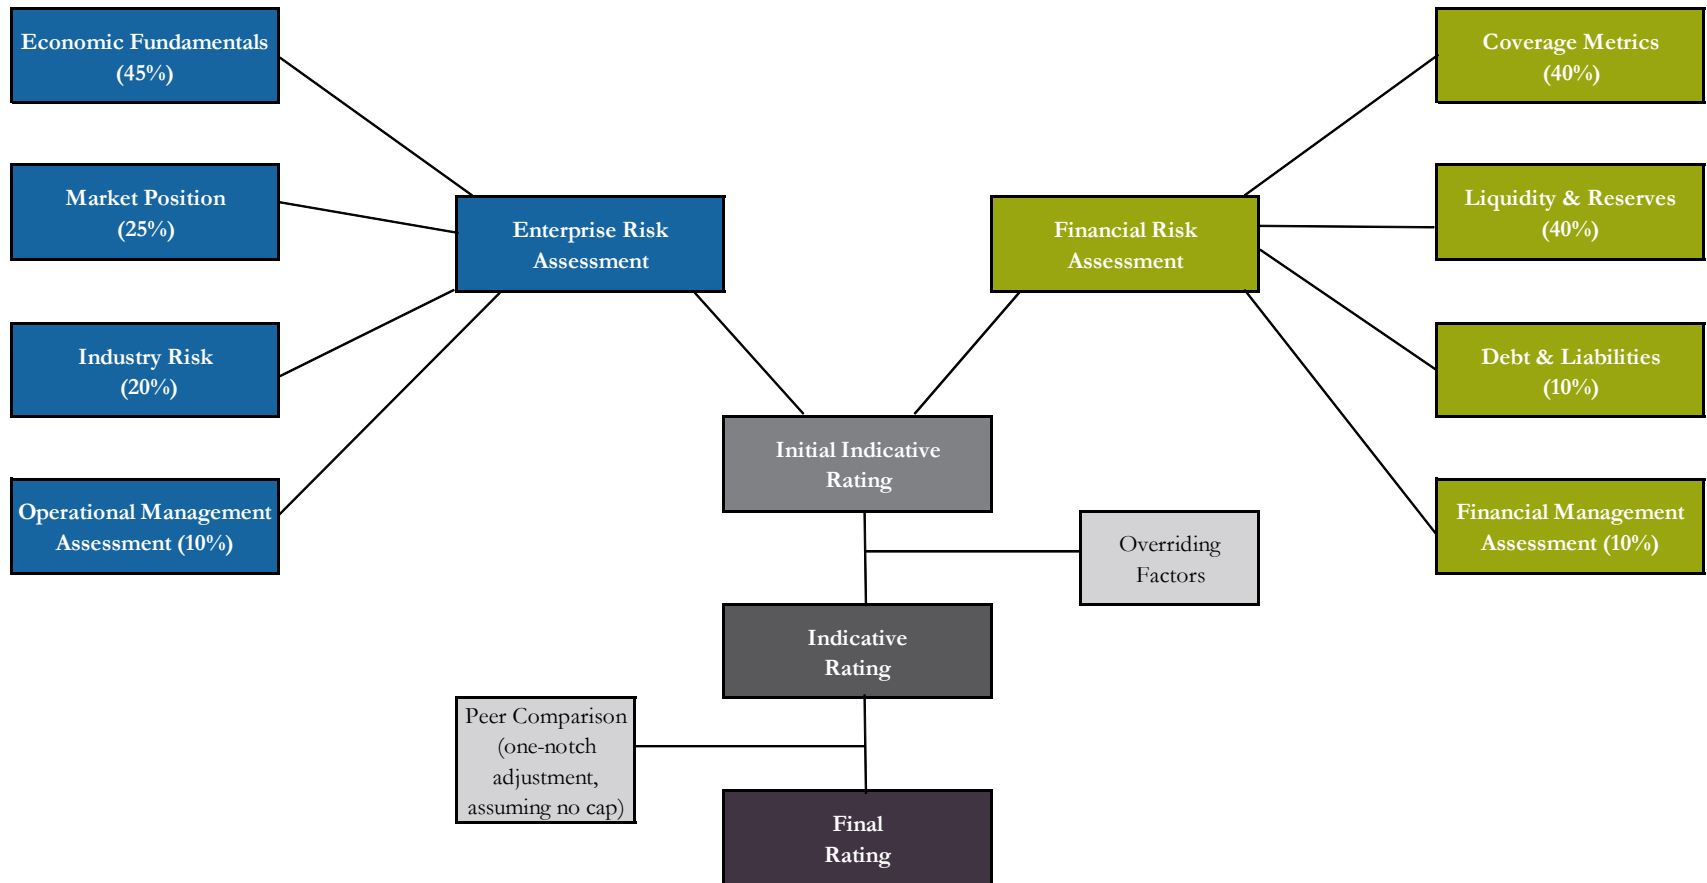 Economic Fundamentals
(45%)
Market Position
(25%)
Industry Risk
(20%)
Operational Management
Assessment (10%)
Enterprise Risk
Assessment
Financial Risk
Assessment
Coverage Metrics
(40%)
Liquidity & Reserves
(40%)
Debt & Liabilities
(10%)
Financial Management
Assessment (10%)
Initial Indicative
Rating
Overriding
Factors
Indicative
Rating
Peer Comparison
(one-notch
adjustment,
assuming no cap)
Final
Rating